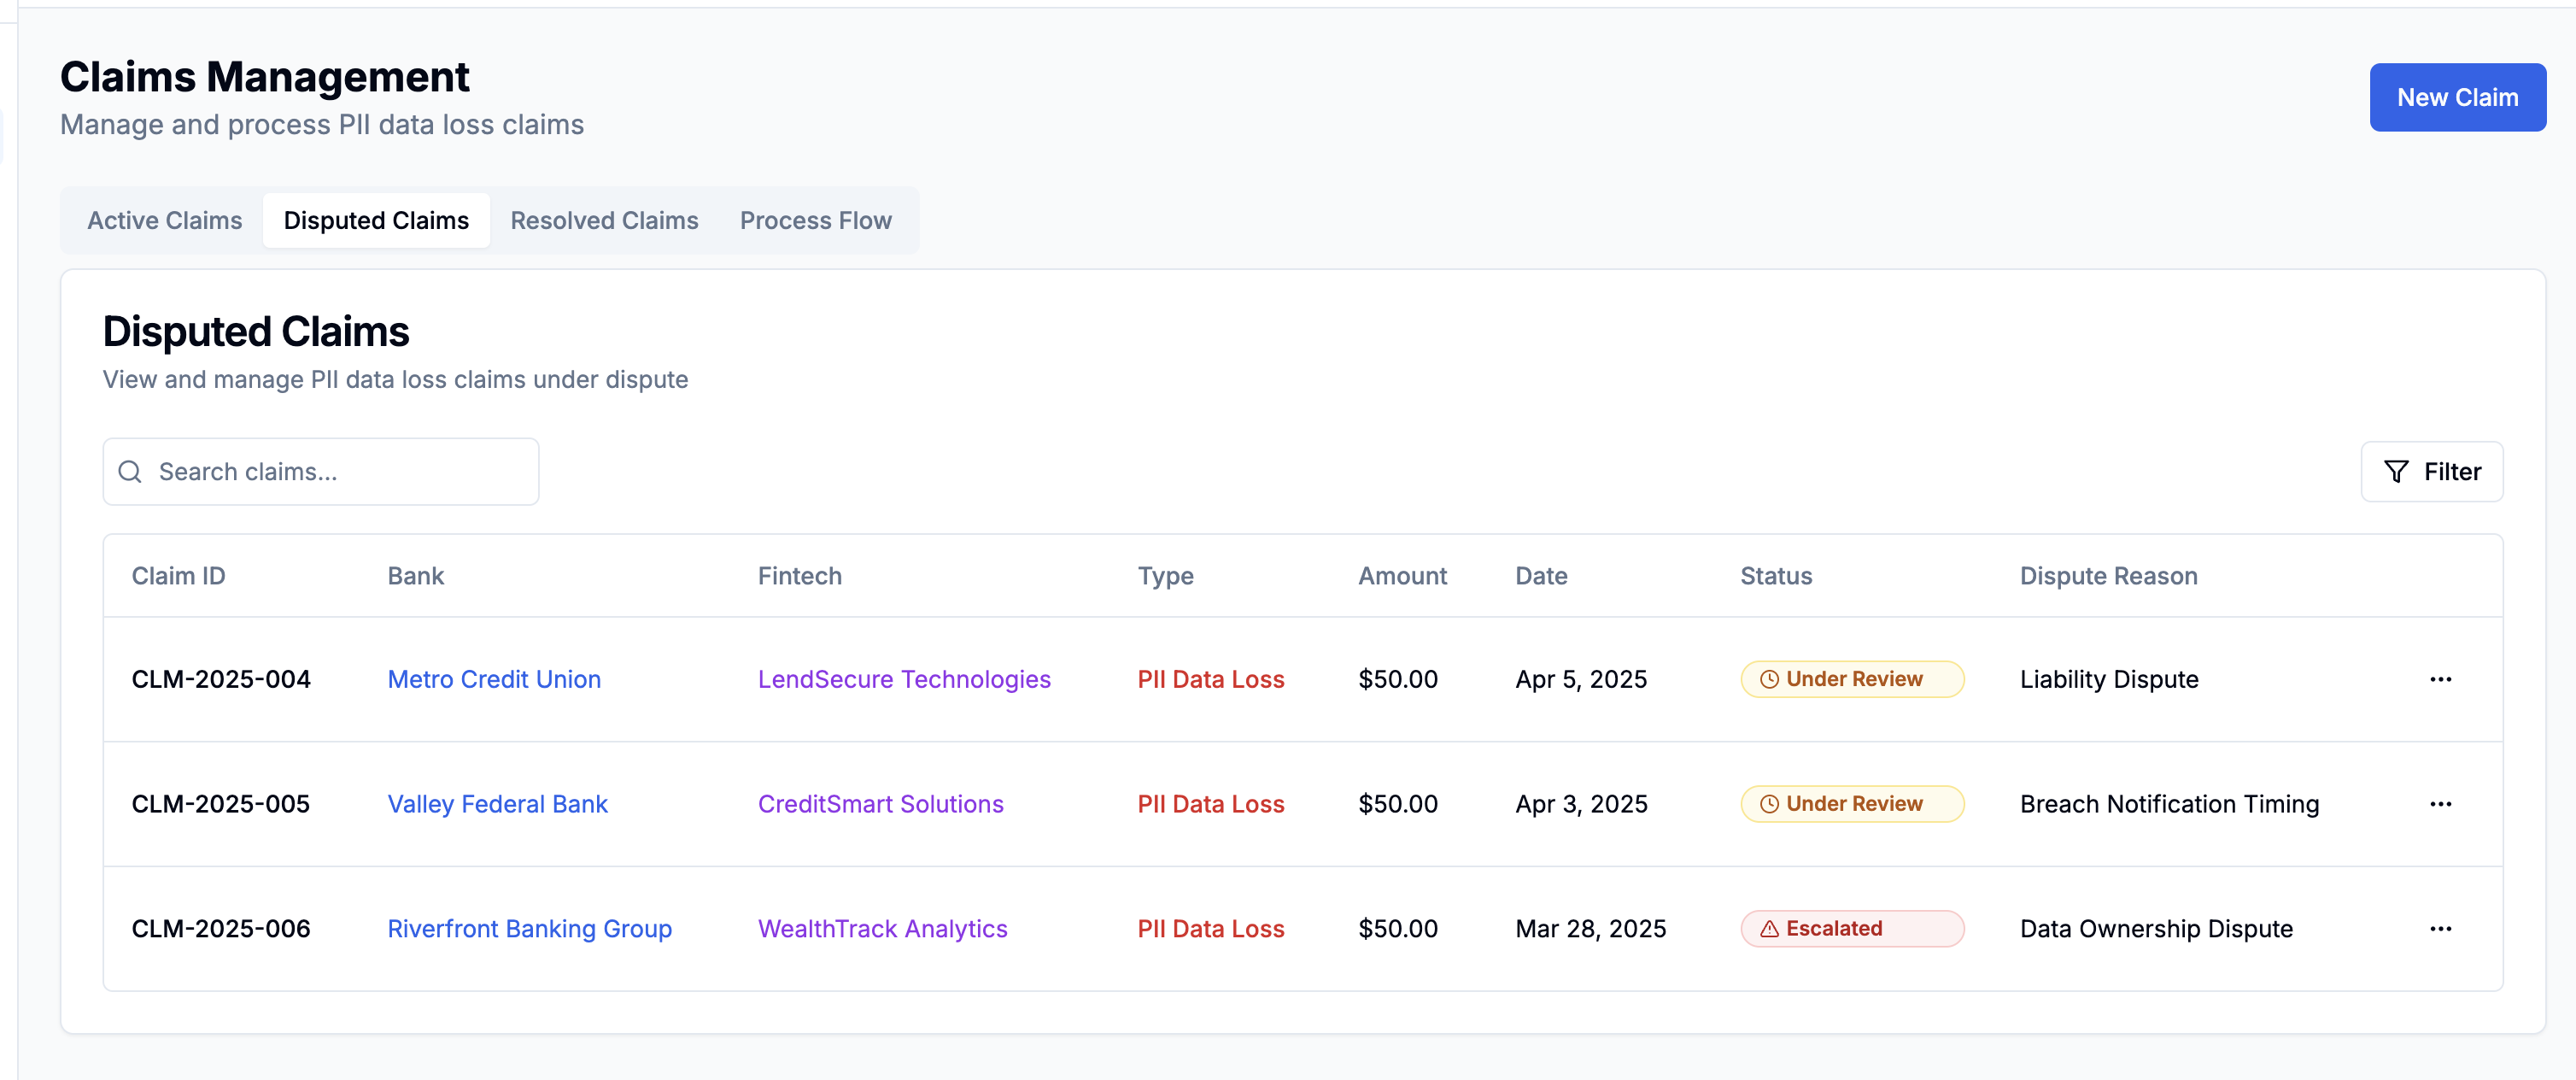 Claims Management
Manage and process PII data loss claims
New Claim
Active Claims Disputed Claims Resolved Claims Process Flow
Disputed Claims
View and manage PII data loss claims under dispute
Search claims...
Filter
Claim ID Bank Fintech Type Amount Date Status Dispute Reason
CLM-2025-004 Metro Credit Union LendSecure Technologies PII Data Loss $50.00 Apr 5, 2025 Under Review Liability Dispute
CLM-2025-005 Valley Federal Bank CreditSmart Solutions PII Data Loss $50.00 Apr 3, 2025 Under Review Breach Notification Timing
CLM-2025-006 Riverfront Banking Group WealthTrack Analytics PII Data Loss $50.00 Mar 28, 2025 Escalated Data Ownership Dispute